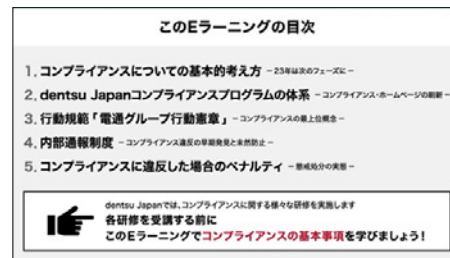 このEラーニングの目次
1. コンプライアンスについての基本的考え方 －23年は次のフェーズに－
2. dentsu Japanコンプライアンスプログラムの体系 －コンプライアンス・ホームページの刷新－
3. 行動規範「電通グループ行動憲章」 －コンプライアンスの最上位概念－
4. 内部通報制度 －コンプライアンス違反の早期発見と未然防止－
5. コンプライアンスに違反した場合のペナルティ －懲戒処分の実態－
dentsu Japanでは、コンプライアンスに関する様々な研修を実施します
各研修を受講する前に
このEラーニングでコンプライアンスの基本事項を学びましょう!